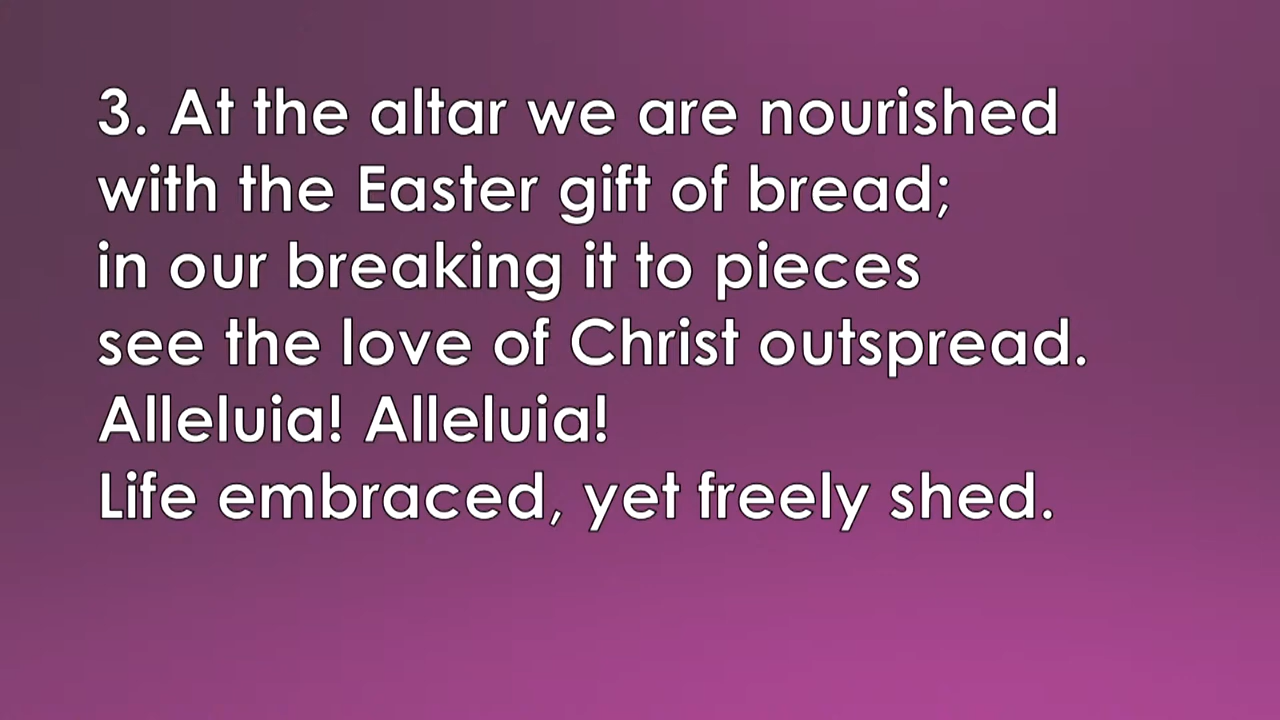 3. At the altar we are nourished
with the Easter gift of bread;
in our breaking it to pieces
see the love of Christ outspread.
Alleluia! Alleluia!
Life embraced, yet freely shed.